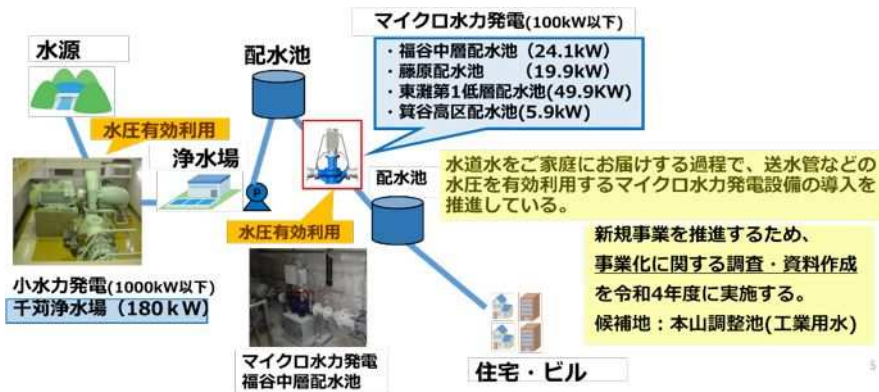 マイクロ水力発電(100kW以下)
・福谷中層配水池（24.1kW）
・藤原配水池　　（19.9kW）
・東灘第1低層配水池(49.9KW)
・箕谷高区配水池(5.9kW)
水源
配水池
水圧有効利用
浄水場
P
配水池
水圧有効利用
水道水をご家庭にお届けする過程で、送水管などの
水圧を有効利用するマイクロ水力発電設備の導入を
推進している。
新規事業を推進するため、
事業化に関する調査・資料作成
を令和4年度に実施する。
候補地：本山調整池(工業用水)
小水力発電(1000kW以下)
千苅浄水場（180ｋW）
マイクロ水力発電
福谷中層配水池
住宅・ビル
5